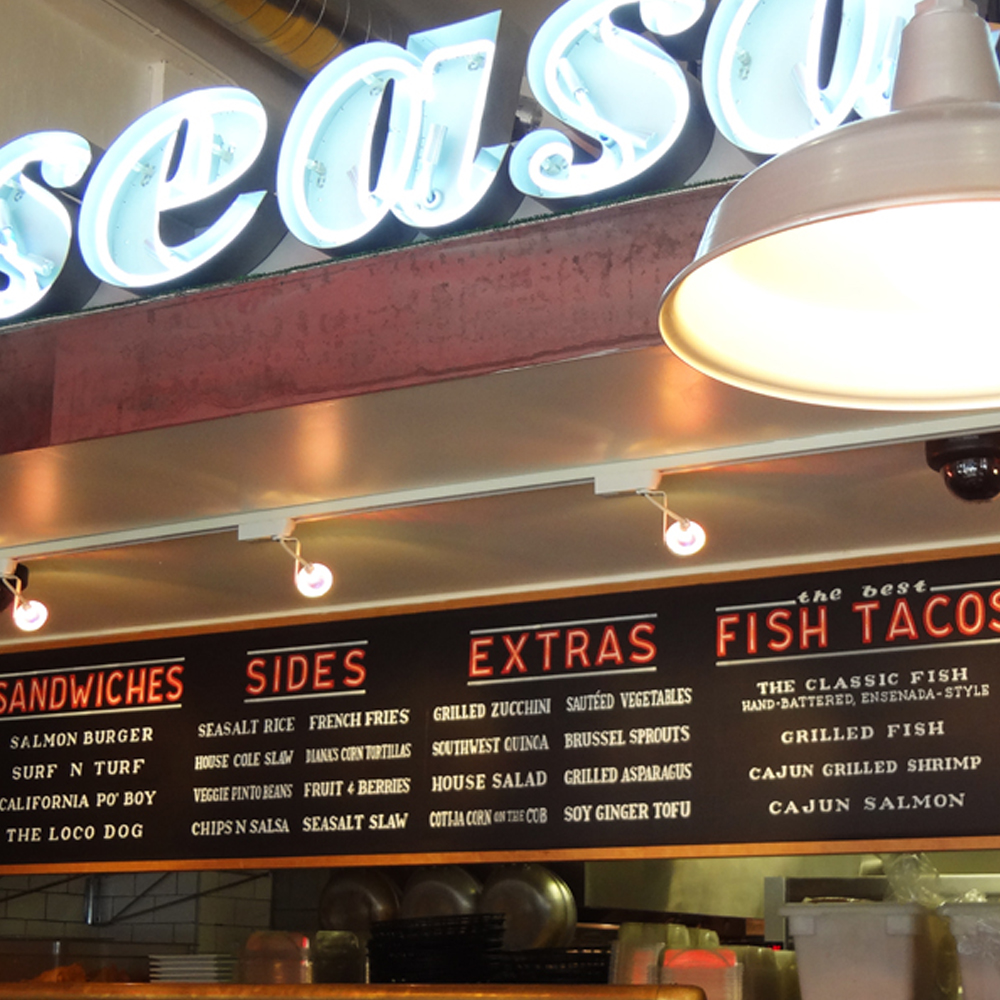 seasa
SANDWICHES
SALMON BURGER
SURF N TURF
CALIFORNIA PO' BOY
THE LOCO DOG
SIDES
SEASALT RICE FRENCH FRIES
HOUSE COLE SLAW DIANA'S CORN TORTILLAS
VEGGIE PINTO BEANS FRUIT & BERRIES
CHIPS N SALSA SEASALT SLAW
EXTRAS
GRILLED ZUCCHINI SAUTÉED VEGETABLES
SOUTHWEST QUINOA BRUSSEL SPROUTS
HOUSE SALAD GRILLED ASPARAGUS
COTIJA CORN ON THE COB SOY GINGER TOFU
the best
FISH TACOS
THE CLASSIC FISH
HAND-BATTERED, ENSENADA-STYLE
GRILLED FISH
CAJUN GRILLED SHRIMP
CAJUN SALMON